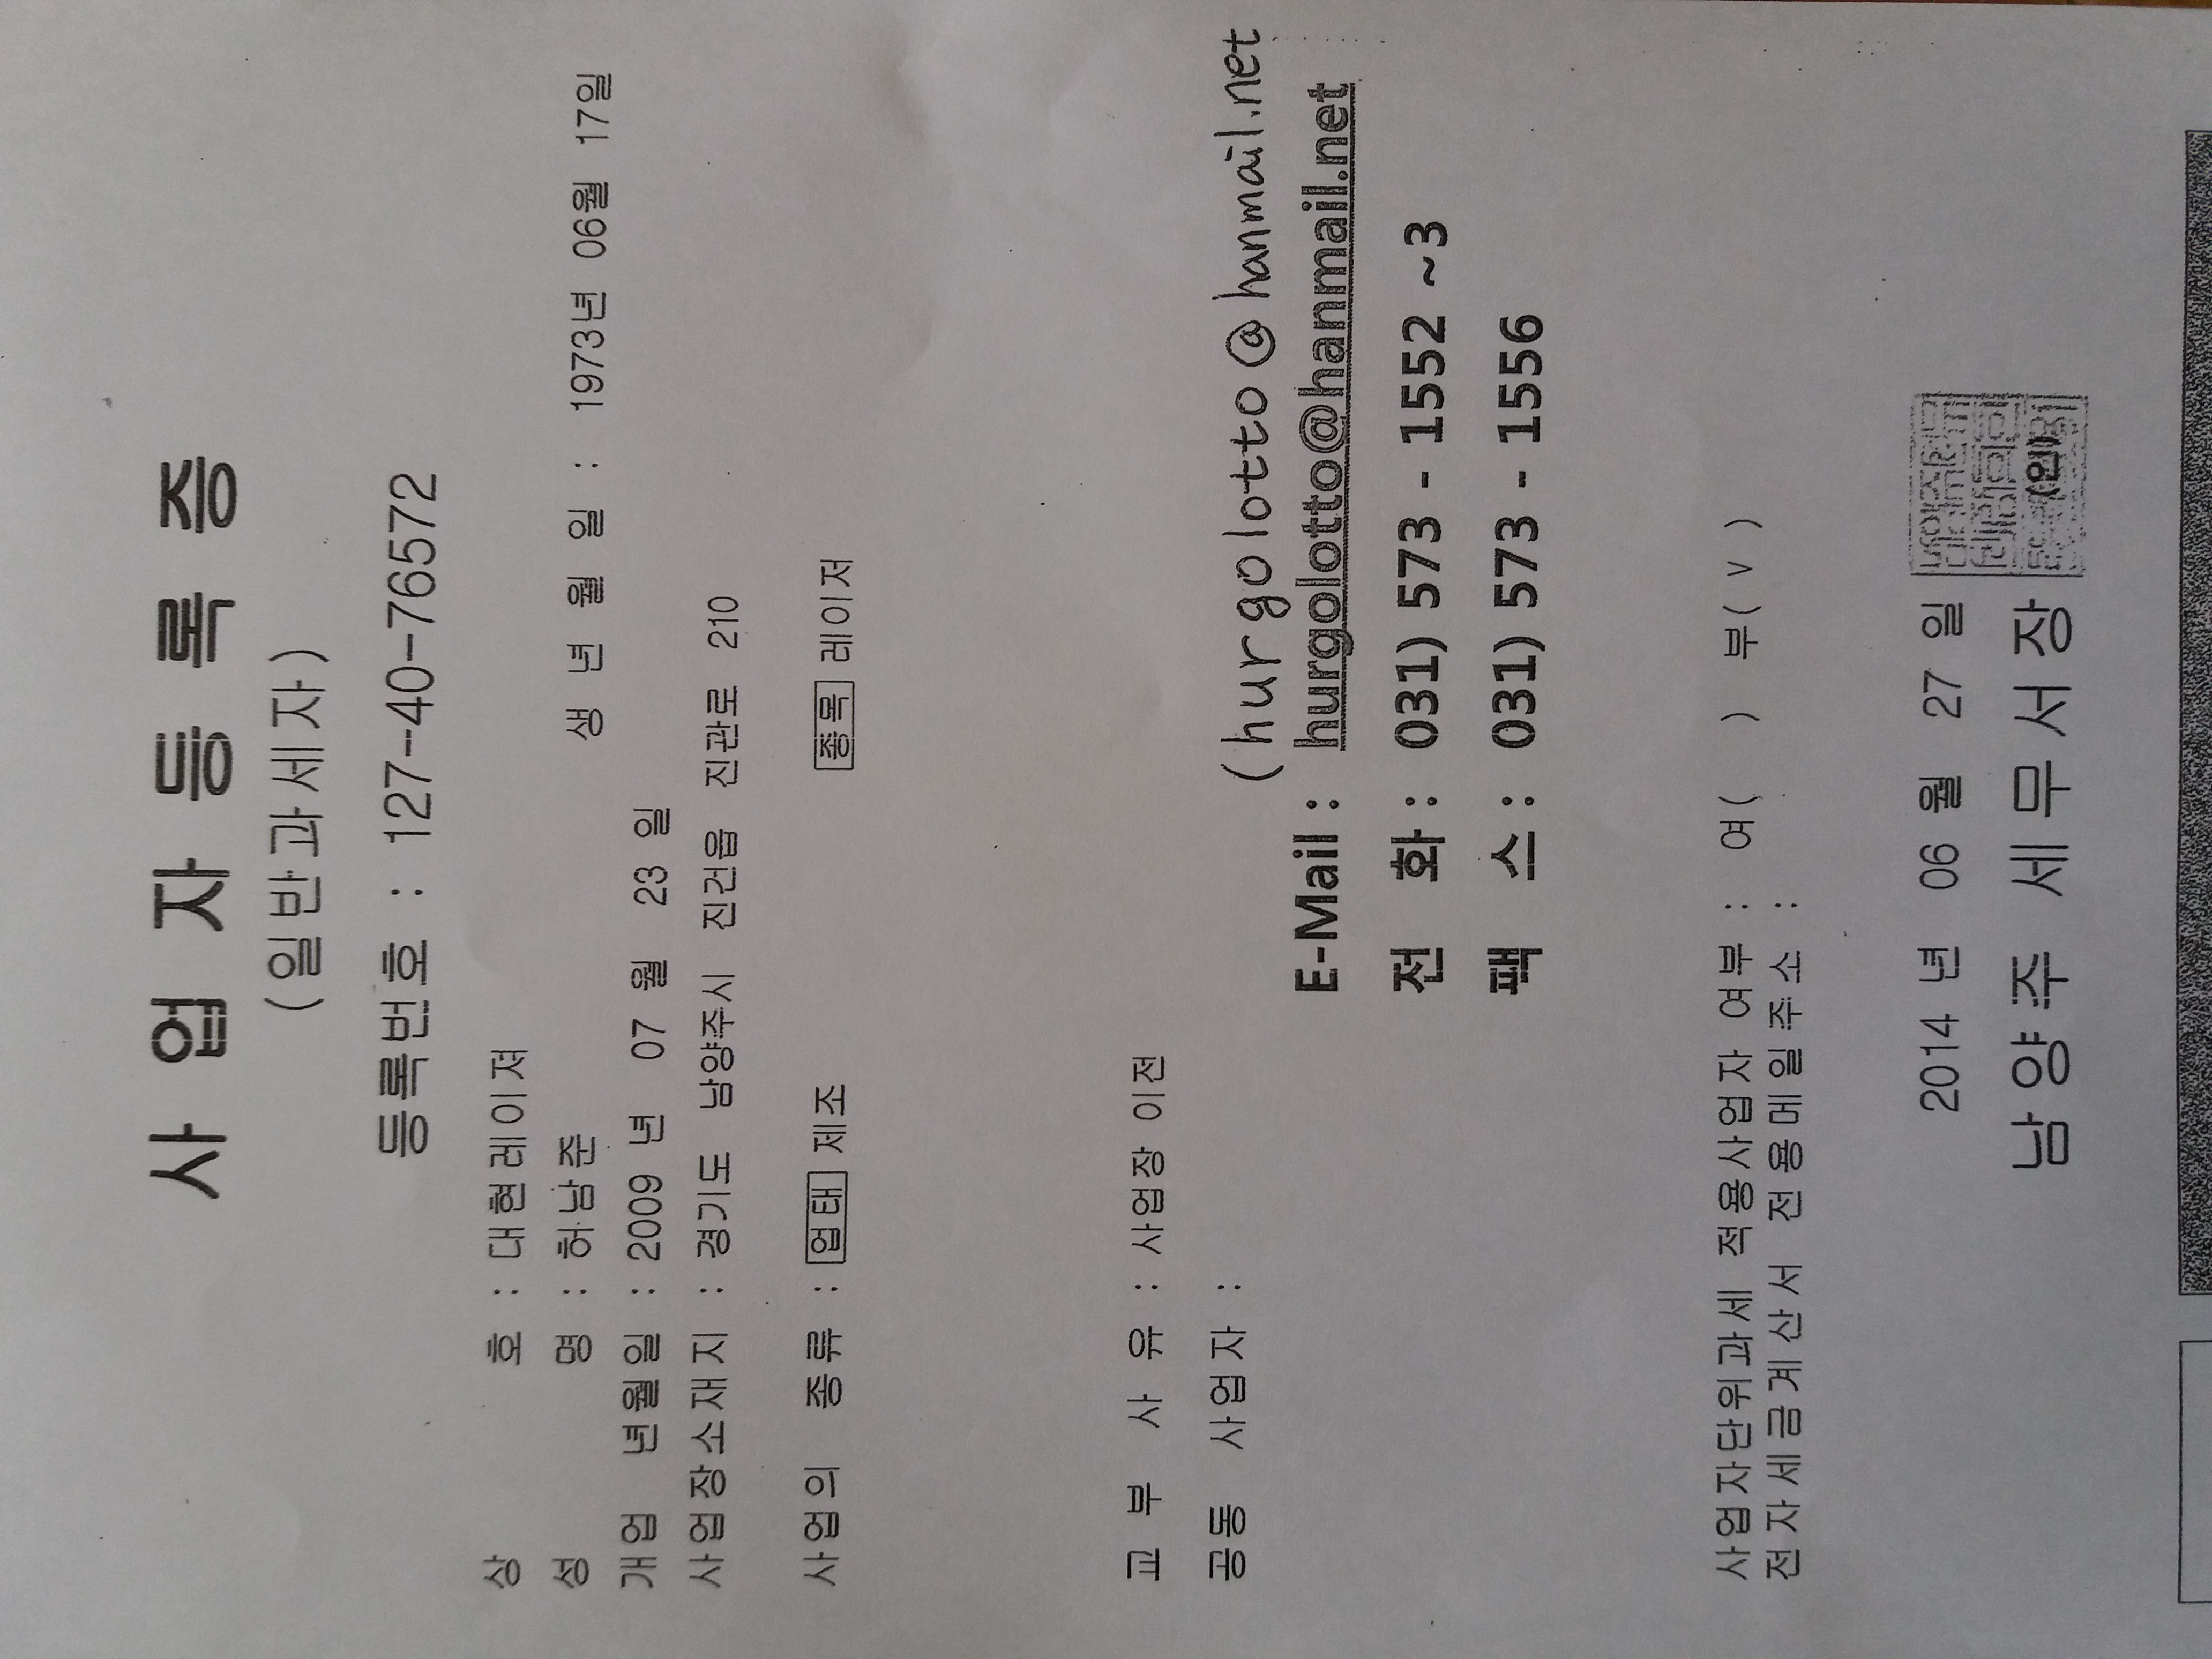 사업자등록증
(일반과세자)
등록번호 : 127-40-76572
상 호 : 대현레이져
성 명 : 허남준 생 년 월 일 : 1973년 06월 17일
개업 년월일 : 2009 년 07 월 23 일
사업장소재지 : 경기도 남양주시 진건읍 진관로 210
사업의 종류 : 업태 제조 종목 레이저
교 부 사 유 : 사업장 이전
공동 사업자 :
(hurgolotto@hanmail.net
E-Mail : hurgolotto@hanmail.net
전 화 : 031) 573 - 1552 ~3
팩 스 : 031) 573 - 1556
사업자단위과세 적용사업자 여부 : 여( ) 부( v )
전자세금계산서 전용메일주소 :
2014 년 06 월 27 일
남양주 세무서장 (인)